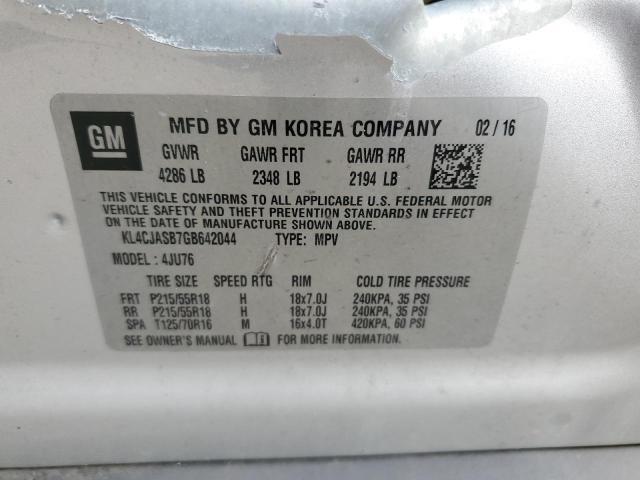 GM MFD BY GM KOREA COMPANY 02 / 16
GVWR GAWR FRT GAWR RR
4286 LB 2348 LB 2194 LB
THIS VEHICLE CONFORMS TO ALL APPLICABLE U.S. FEDERAL MOTOR
VEHICLE SAFETY AND THEFT PREVENTION STANDARDS IN EFFECT
ON THE DATE OF MANUFACTURE SHOWN ABOVE.
KL4CJASB7GB642044 TYPE: MPV
MODEL : 4JU76
TIRE SIZE SPEED RTG RIM COLD TIRE PRESSURE
FRT P215/55R18 H 18x7.0J 240KPA, 35 PSI
RR P215/55R18 H 18x7.0J 240KPA, 35 PSI
SPA T125/70R16 M 16x4.0T 420KPA, 60 PSI
SEE OWNER'S MANUAL FOR MORE INFORMATION.